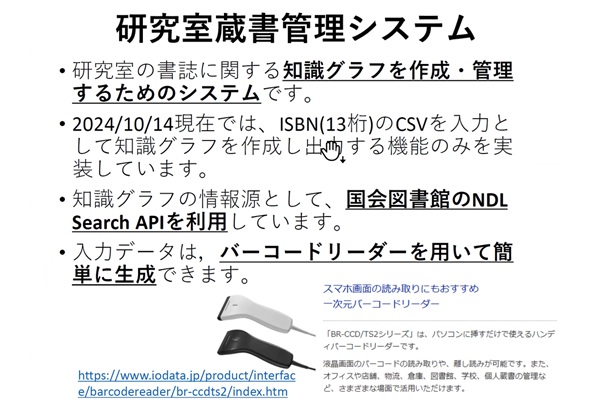 研究室蔵書管理システム
• 研究室の書誌に関する知識グラフを作成・管理
するためのシステムです。
• 2024/10/14現在では、ISBN(13桁)のCSVを入力と
して知識グラフを作成し出力する機能のみを実
装しています。
• 知識グラフの情報源として、国会図書館のNDL
Search APIを利用しています。
• 入力データは，バーコードリーダーを用いて簡
単に生成できます。
スマホ画面の読み取りにもおすすめ
一次元バーコードリーダー
「BR-CCD/TS2シリーズ」は、パソコンに挿すだけで使えるハンデ
ィバーコードリーダーです。
液晶画面のバーコードの読み取りや、離し読みが可能です。また、
オフィスや店舗、物流、倉庫、図書館、学校、個人蔵書の管理な
ど、さまざまな場面で活用いただけます。
https://www.iodata.jp/product/interfac
e/barcodereader/br-ccdts2/index.htm